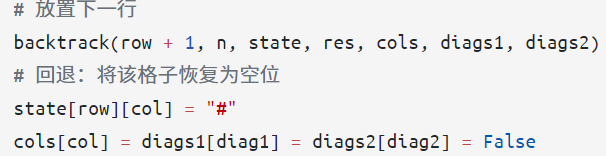 # 放置下一行
backtrack(row + 1, n, state, res, cols, diags1, diags2)
# 回退：将该格子恢复为空位
state[row][col] = "#"
cols[col] = diags1[diag1] = diags2[diag2] = False